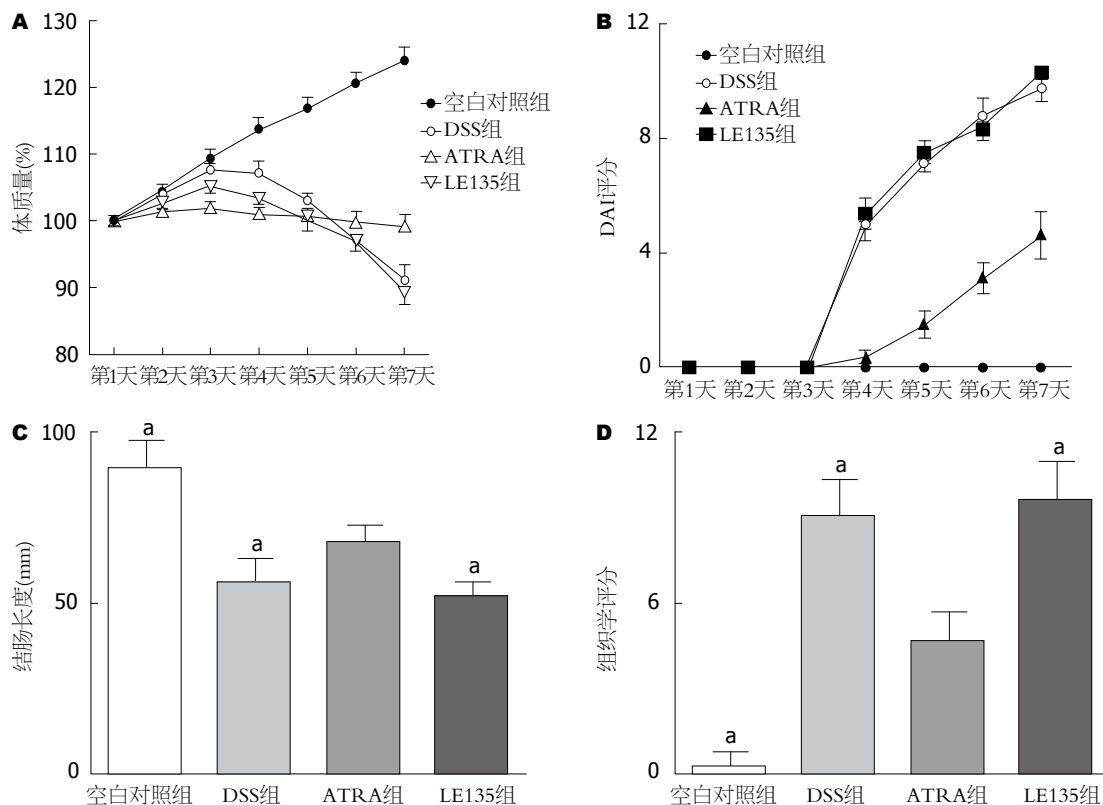 A
130
120
110
100
90
80
体质量(%)
第1天 第2天 第3天 第4天 第5天 第6天 第7天
空白对照组
DSS组
ATRA组
LE135组
B
12
8
4
0
DAI评分
第1天 第2天 第3天 第4天 第5天 第6天 第7天
空白对照组
DSS组
ATRA组
LE135组
C
100
50
0
结肠长度(mm)
a
a
a
空白对照组 DSS组 ATRA组 LE135组
D
12
6
0
组织学评分
a
a
a
空白对照组 DSS组 ATRA组 LE135组